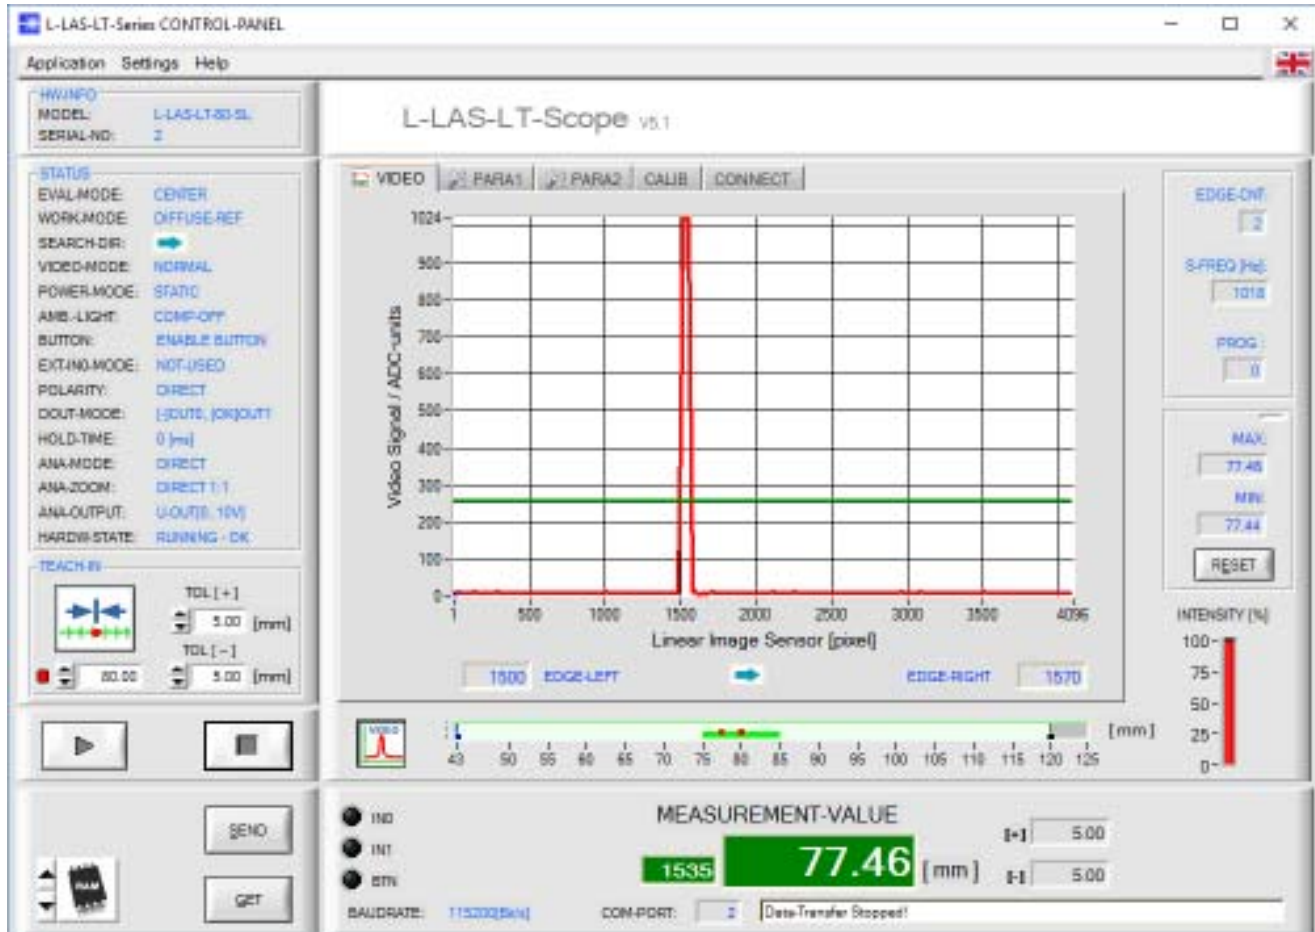 L-LAS-LT-Series CONTROL-PANEL
Application Settings Help
HW-INFO
MODEL: L-LAS-LT-80-SL
SERIAL-NO: 2
L-LAS-LT-Scope V5.1
STATUS
EVAL-MODE: CENTER
WORK-MODE: DIFFUSE-REF
SEARCH-DIR:
VIDEO-MODE: NORMAL
POWER-MODE: STATIC
AMB.-LIGHT: COMP-OFF
BUTTON: ENABLE BUTTON
EXT-IN0-MODE: NOT-USED
POLARITY: DIRECT
DOUT-MODE: [-]OUT0, [OK]OUT1
HOLD-TIME: 0 [ms]
ANA-MODE: DIRECT
ANA-ZOOM: DIRECT 1:1
ANA-OUTPUT: U-OUT[0, 10V]
HARDW-STATE: RUNNING - OK
TEACH-IN
TOL [+]
5.00 [mm]
TOL [-]
80.00 5.00 [mm]
VIDEO PARA1 PARA2 CALIB CONNECT
Video Signal / ADC-units
1024
900
800
700
600
500
400
300
200
100
0
1 500 1000 1500 2000 2500 3000 3500 4096
Linear Image Sensor [pixel]
1500 EDGE-LEFT EDGE-RIGHT 1570
EDGE-CNT:
2
S-FREQ [Hz]:
1018
PROG :
0
MAX:
77.46
MIN:
77.44
RESET
INTENSITY [%]
100
75
50
25
0
VIDEO
[mm]
43 50 55 60 65 70 75 80 85 90 95 100 105 110 115 120 125
SEND
RAM
GET
IN0
IN1
BTN
MEASUREMENT-VALUE
1535 77.46 [mm]
[+] 5.00
[-] 5.00
BAUDRATE: 115200[Bd/s] COM-PORT: 2 Data-Transfer Stopped!